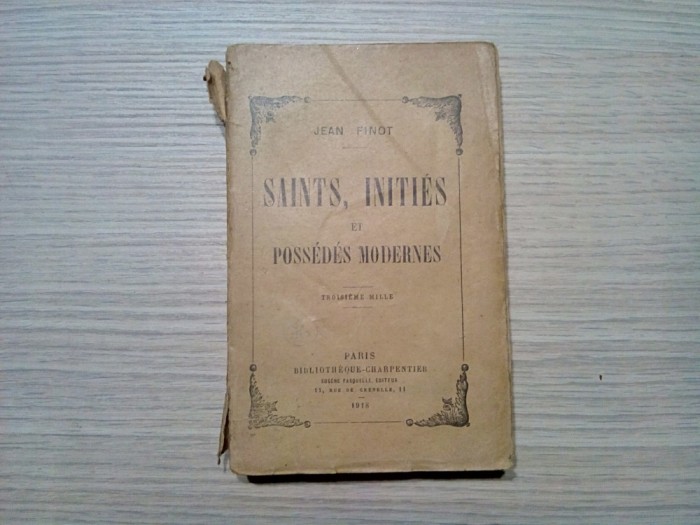 JEAN FINOT
SAINTS, INITIÉS
ET
POSSÉDÉS MODERNES
TROISIÈME MILLE
PARIS
BIBLIOTHÈQUE-CHARPENTIER
EUGÈNE FASQUELLE, ÉDITEUR
11, RUE DE GRENELLE, 11
1918